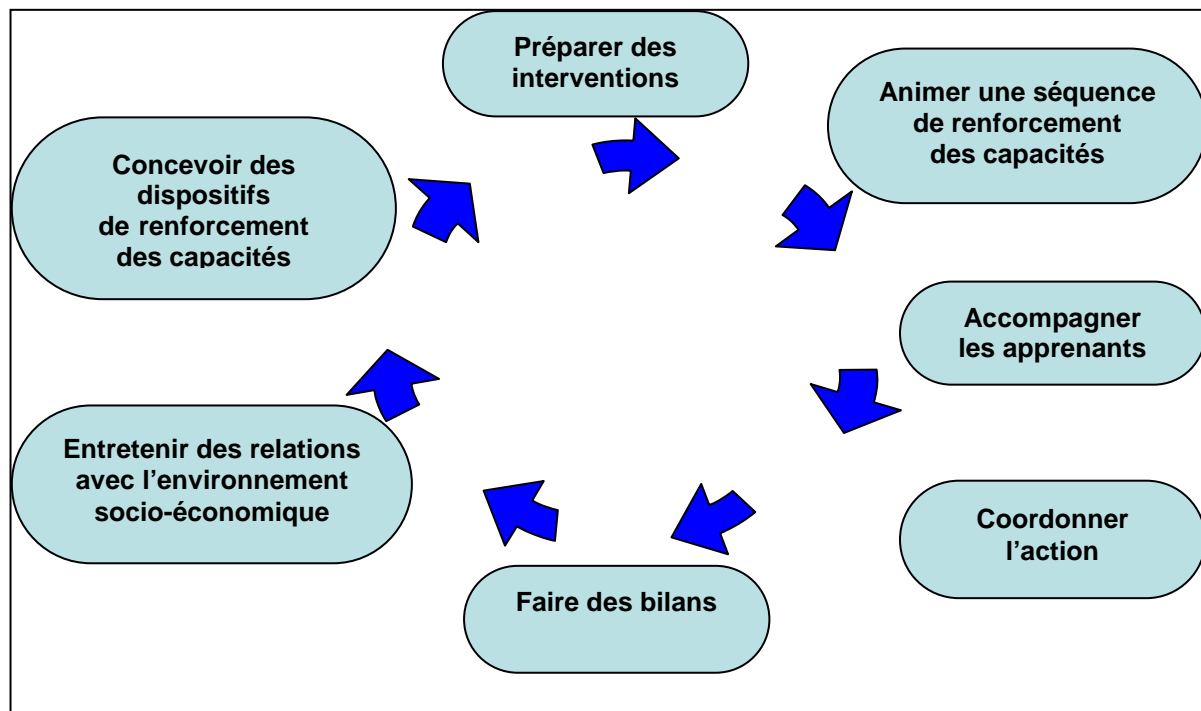 Préparer des
interventions
Animer une séquence
de renforcement
des capacités
Accompagner
les apprenants
Coordonner
l’action
Faire des bilans
Entretenir des relations
avec l’environnement
socio-économique
Concevoir des
dispositifs
de renforcement
des capacités